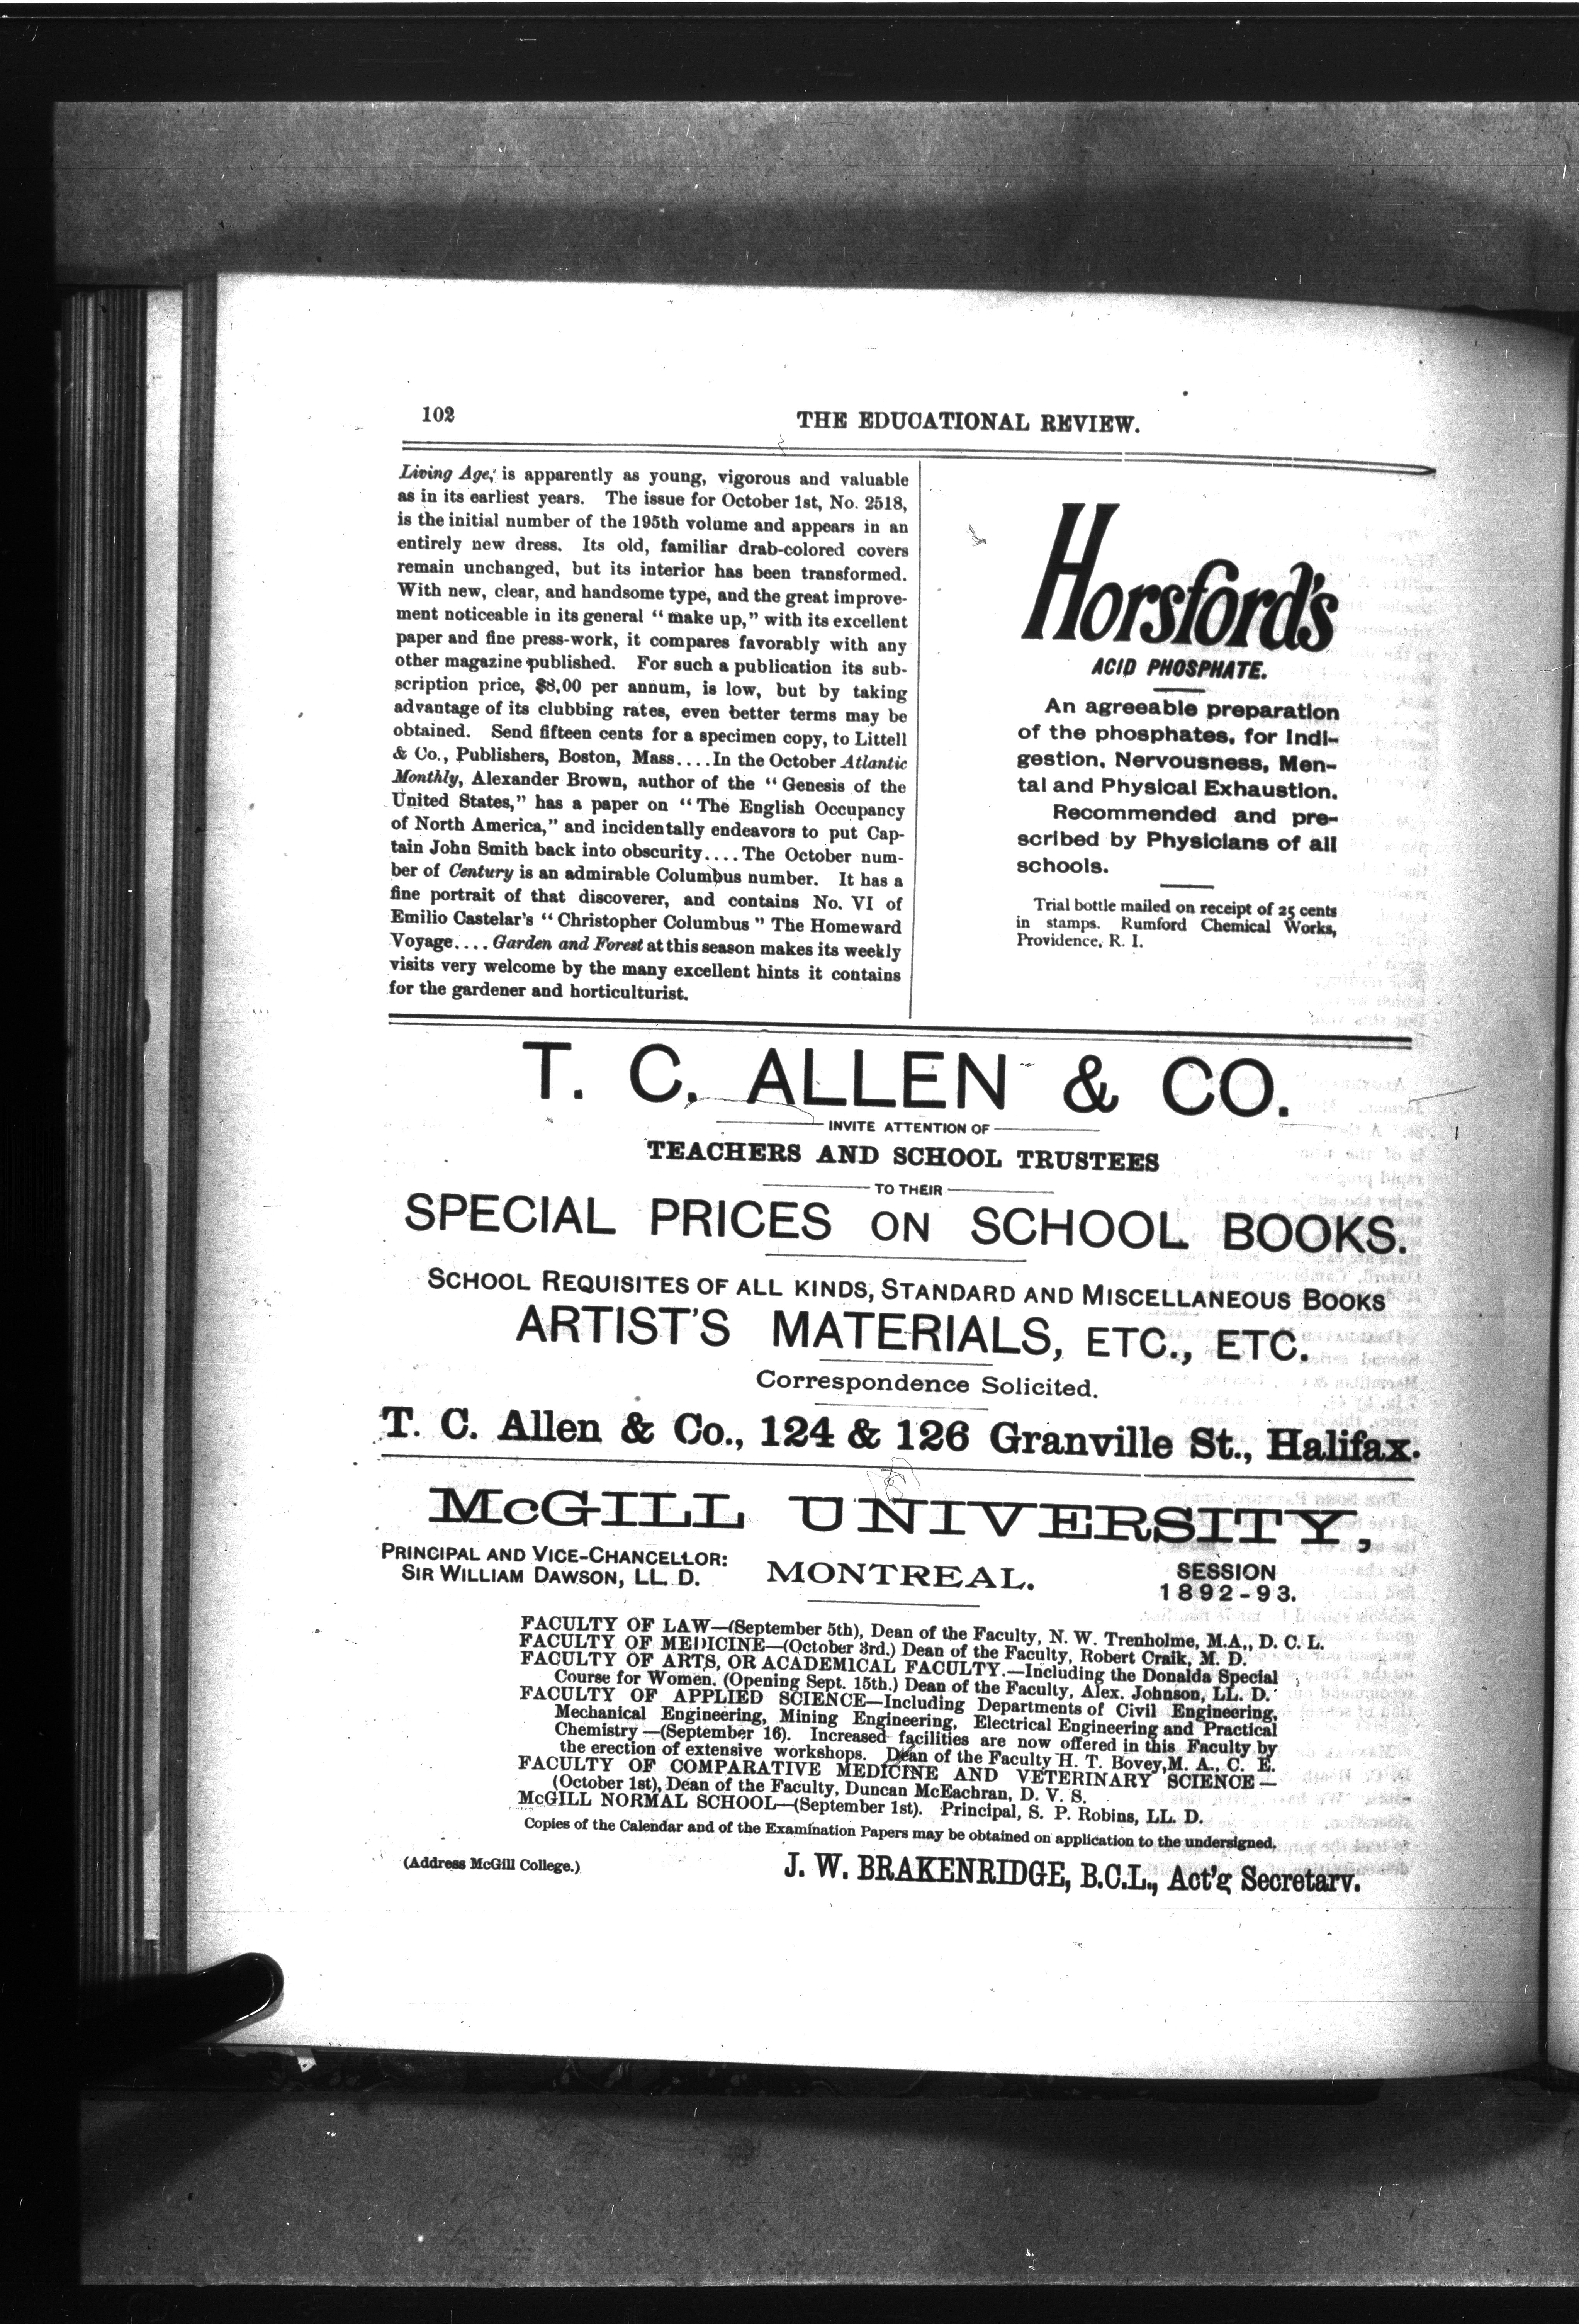 102
THE EDUCATIONAL REVIEW.
Living Age, is apparently as young, vigorous and valuable
as in its earliest years. The issue for October 1st, No. 2518,
is the initial number of the 195th volume and appears in an
entirely new dress. Its old, familiar drab-colored covers
remain unchanged, but its interior has been transformed.
With new, clear, and handsome type, and the great improve-
ment noticeable in its general "make up," with its excellent
paper and fine press-work, it compares favorably with any
other magazine published. For such a publication its sub-
scription price, $8.00 per annum, is low, but by taking
advantage of its clubbing rates, even better terms may be
obtained. Send fifteen cents for a specimen copy, to Littell
& Co., Publishers, Boston, Mass....In the October Atlantic
Monthly, Alexander Brown, author of the "Genesis of the
United States," has a paper on "The English Occupancy
of North America," and incidentally endeavors to put Cap-
tain John Smith back into obscurity....The October num-
ber of Century is an admirable Columbus number. It has a
fine portrait of that discoverer, and contains No. VI of
Emilio Castelar's "Christopher Columbus" The Homeward
Voyage....Garden and Forest at this season makes its weekly
visits very welcome by the many excellent hints it contains
for the gardener and horticulturist.
Horsford's
ACID PHOSPHATE.
An agreeable preparation
of the phosphates, for Indi-
gestion, Nervousness, Men-
tal and Physical Exhaustion.
Recommended and pre-
scribed by Physicians of all
schools.
Trial bottle mailed on receipt of 25 cents
in stamps. Rumford Chemical Works,
Providence, R. I.
T. C. ALLEN & CO.
INVITE ATTENTION OF
TEACHERS AND SCHOOL TRUSTEES
TO THEIR
SPECIAL PRICES ON SCHOOL BOOKS.
SCHOOL REQUISITES OF ALL KINDS, STANDARD AND MISCELLANEOUS BOOKS
ARTIST'S MATERIALS, ETC., ETC.
Correspondence Solicited.
T. C. Allen & Co., 124 & 126 Granville St., Halifax.
McGILL UNIVERSITY,
PRINCIPAL AND VICE-CHANCELLOR:
SIR WILLIAM DAWSON, LL. D.
MONTREAL.
SESSION
1892-93.
FACULTY OF LAW—(September 5th), Dean of the Faculty, N. W. Trenholme, M.A., D. C. L.
FACULTY OF MEDICINE—(October 3rd.) Dean of the Faculty, Robert Craik, M. D.
FACULTY OF ARTS, OR ACADEMICAL FACULTY.—Including the Donalda Special
Course for Women. (Opening Sept. 15th.) Dean of the Faculty, Alex. Johnson, LL. D.
FACULTY OF APPLIED SCIENCE—Including Departments of Civil Engineering,
Mechanical Engineering, Mining Engineering, Electrical Engineering and Practical
Chemistry—(September 16). Increased facilities are now offered in this Faculty by
the erection of extensive workshops. Dean of the Faculty H. T. Bovey, M. A., C. E.
FACULTY OF COMPARATIVE MEDICINE AND VETERINARY SCIENCE—
(October 1st), Dean of the Faculty, Duncan McEachran, D. V. S.
McGILL NORMAL SCHOOL—(September 1st). Principal, S. P. Robins, LL. D.
Copies of the Calendar and of the Examination Papers may be obtained on application to the undersigned.
(Address McGill College.)
J. W. BRAKENRIDGE, B.C.L., Act'g Secretary.